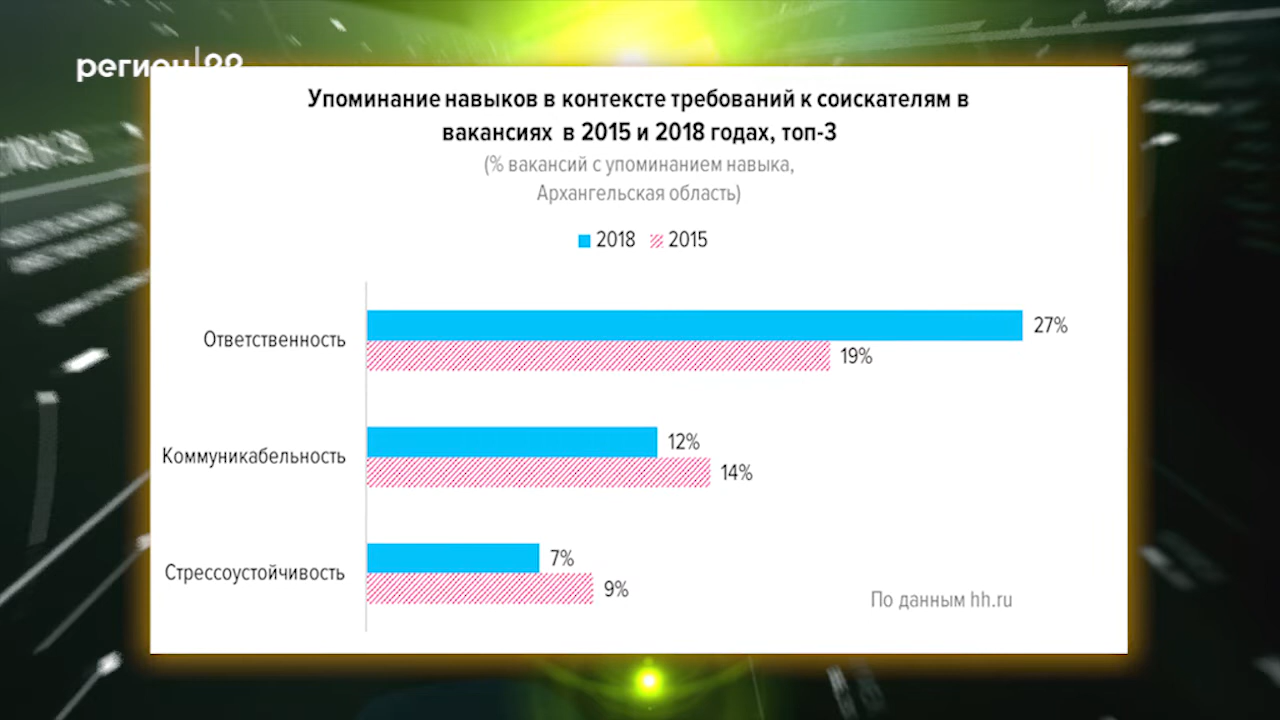 регион
Упоминание навыков в контексте требований к соискателям в
вакансиях в 2015 и 2018 годах, топ-3
(% вакансий с упоминанием навыка,
Архангельская область)
2018 2015
Ответственность 27%
19%
Коммуникабельность 12%
14%
Стрессоустойчивость 7%
9%
По данным hh.ru